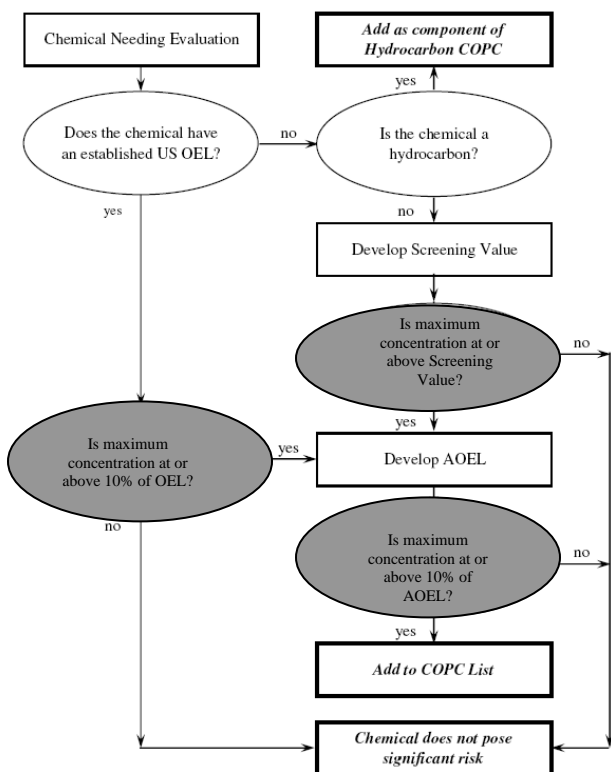 Chemical Needing Evaluation
Add as component of
Hydrocarbon COPC
yes
Does the chemical have
an established US OEL?
no
Is the chemical a
hydrocarbon?
yes
no
Develop Screening Value
Is maximum
concentration at or
above Screening
Value?
no
yes
Is maximum
concentration at or
above 10% of OEL?
yes
Develop AOEL
no
Is maximum
concentration at or
above 10% of
AOEL?
no
yes
Add to COPC List
Chemical does not pose
significant risk